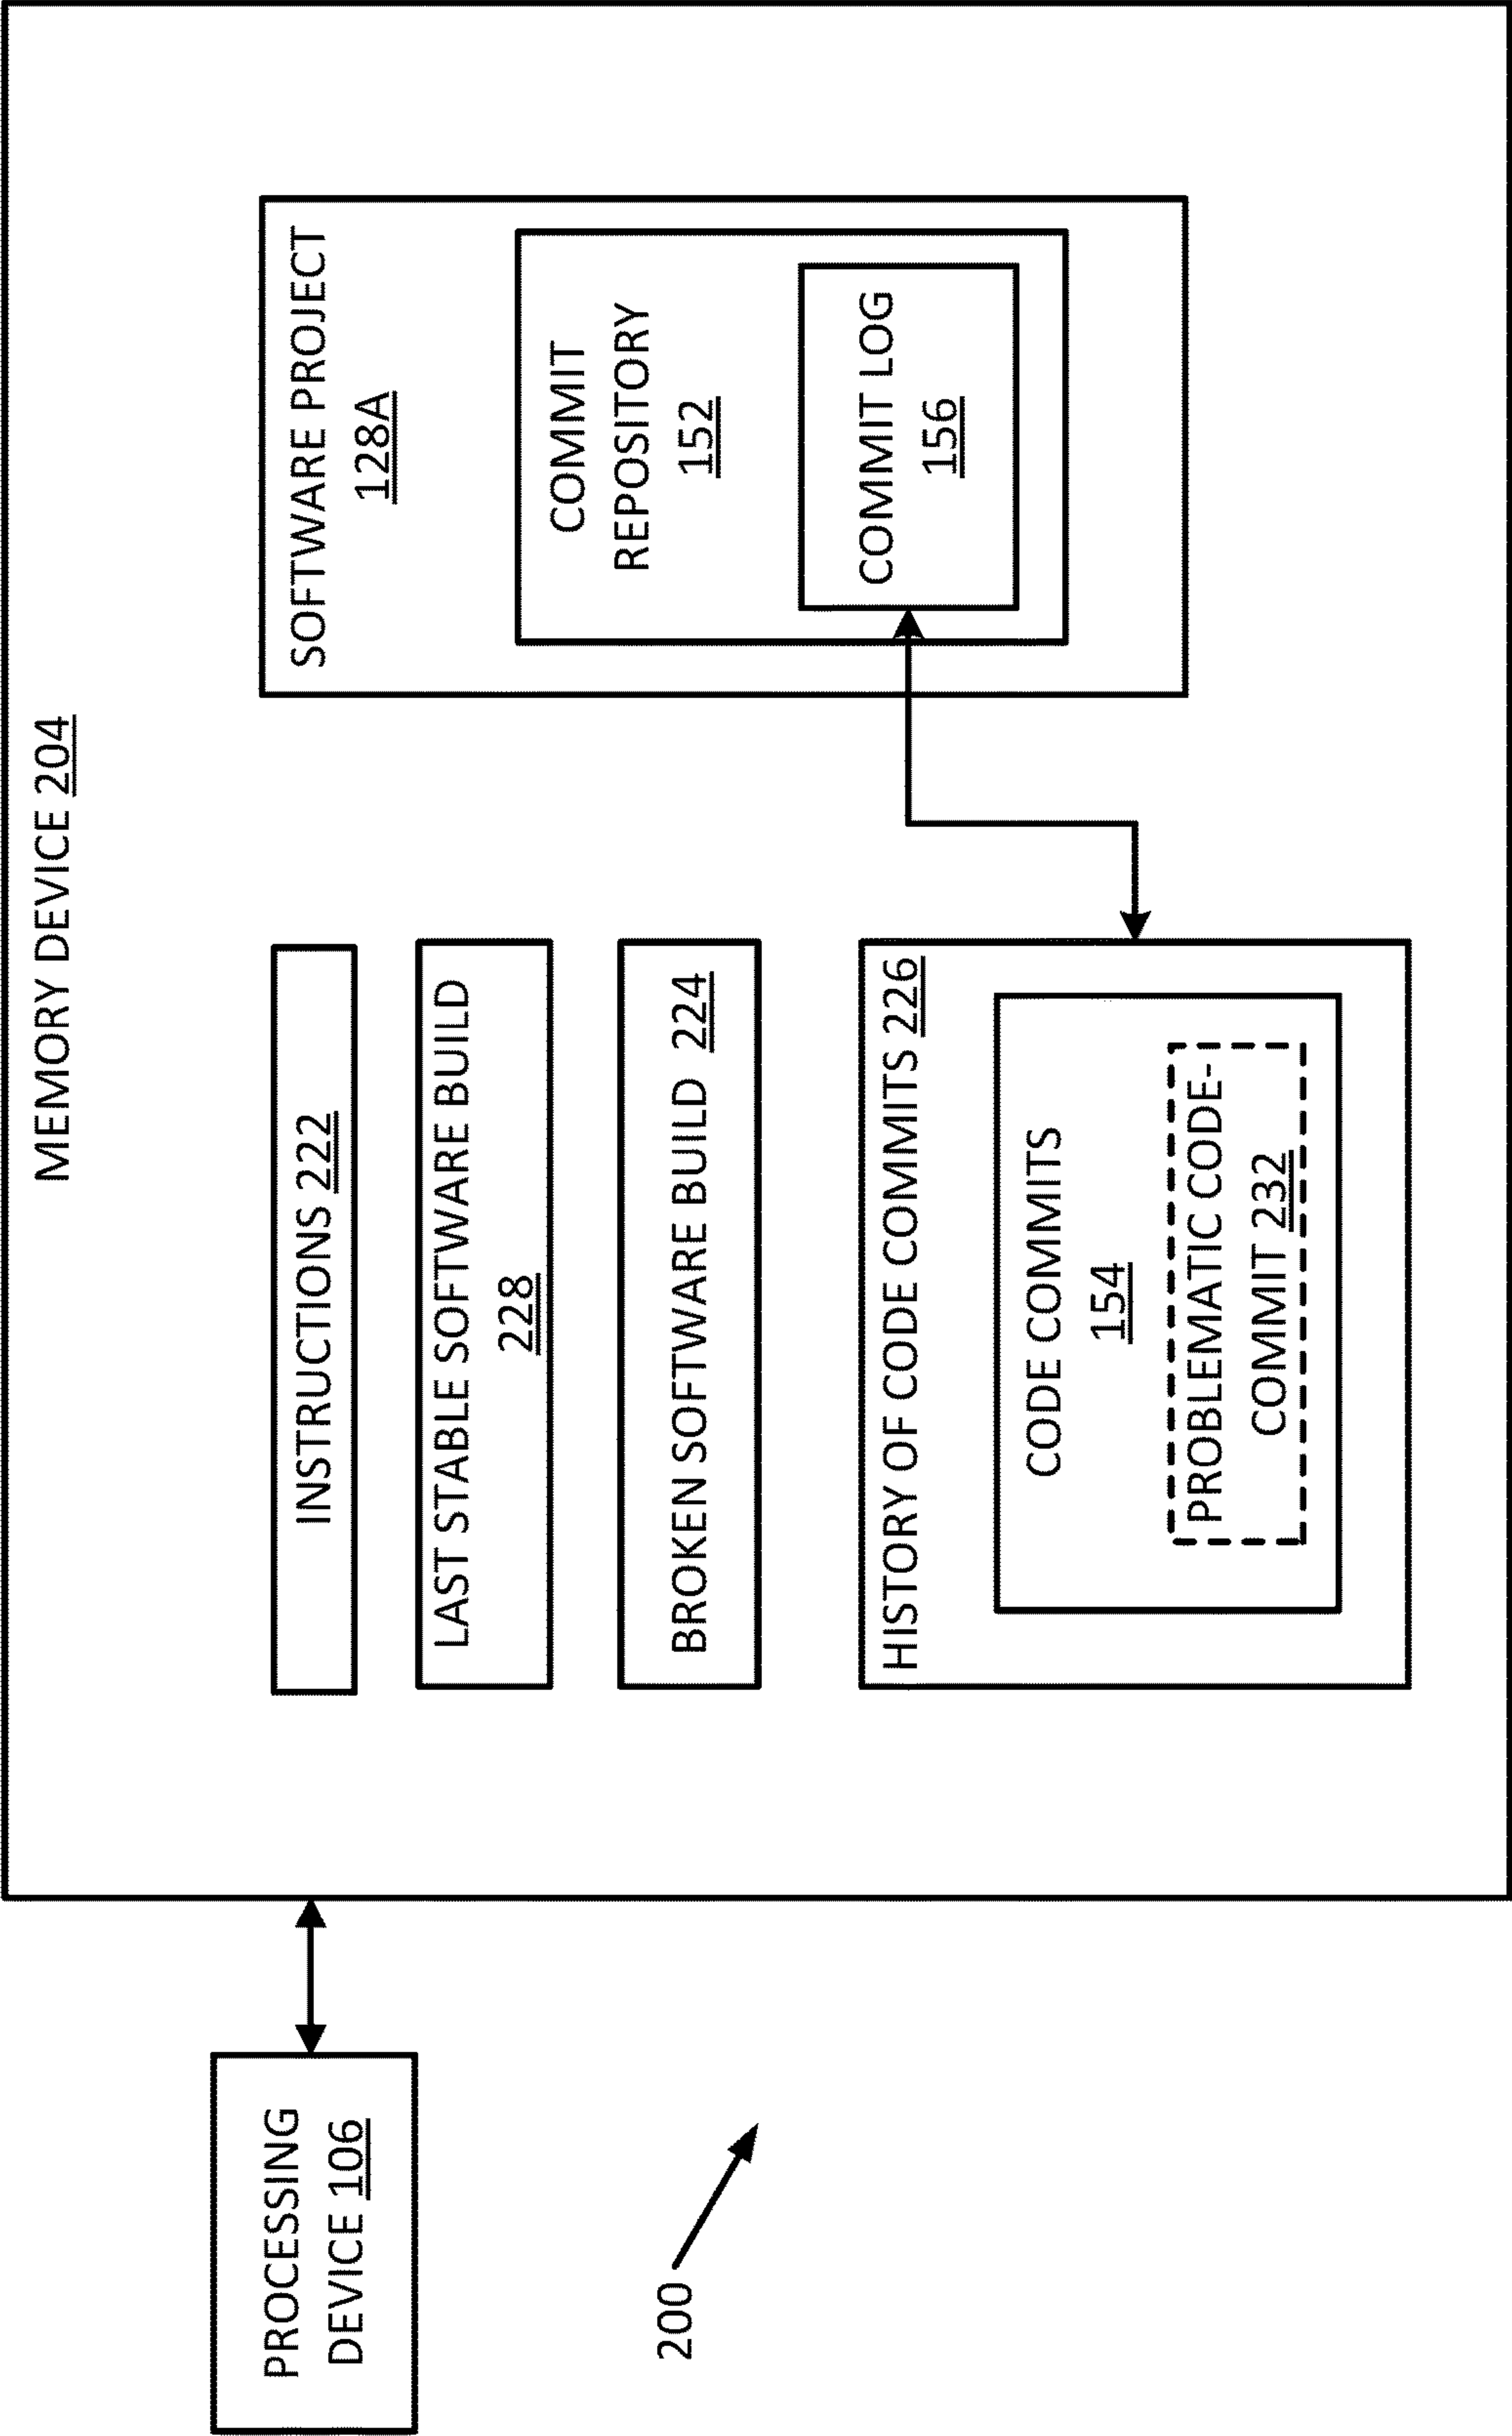 MEMORY DEVICE 204
PROCESSING
DEVICE 106
INSTRUCTIONS 222
LAST STABLE SOFTWARE BUILD
228
BROKEN SOFTWARE BUILD 224
HISTORY OF CODE COMMITS 226
CODE COMMITS
154
PROBLEMATIC CODE-
COMMIT 232
SOFTWARE PROJECT
128A
COMMIT
REPOSITORY
152
COMMIT LOG
156
200